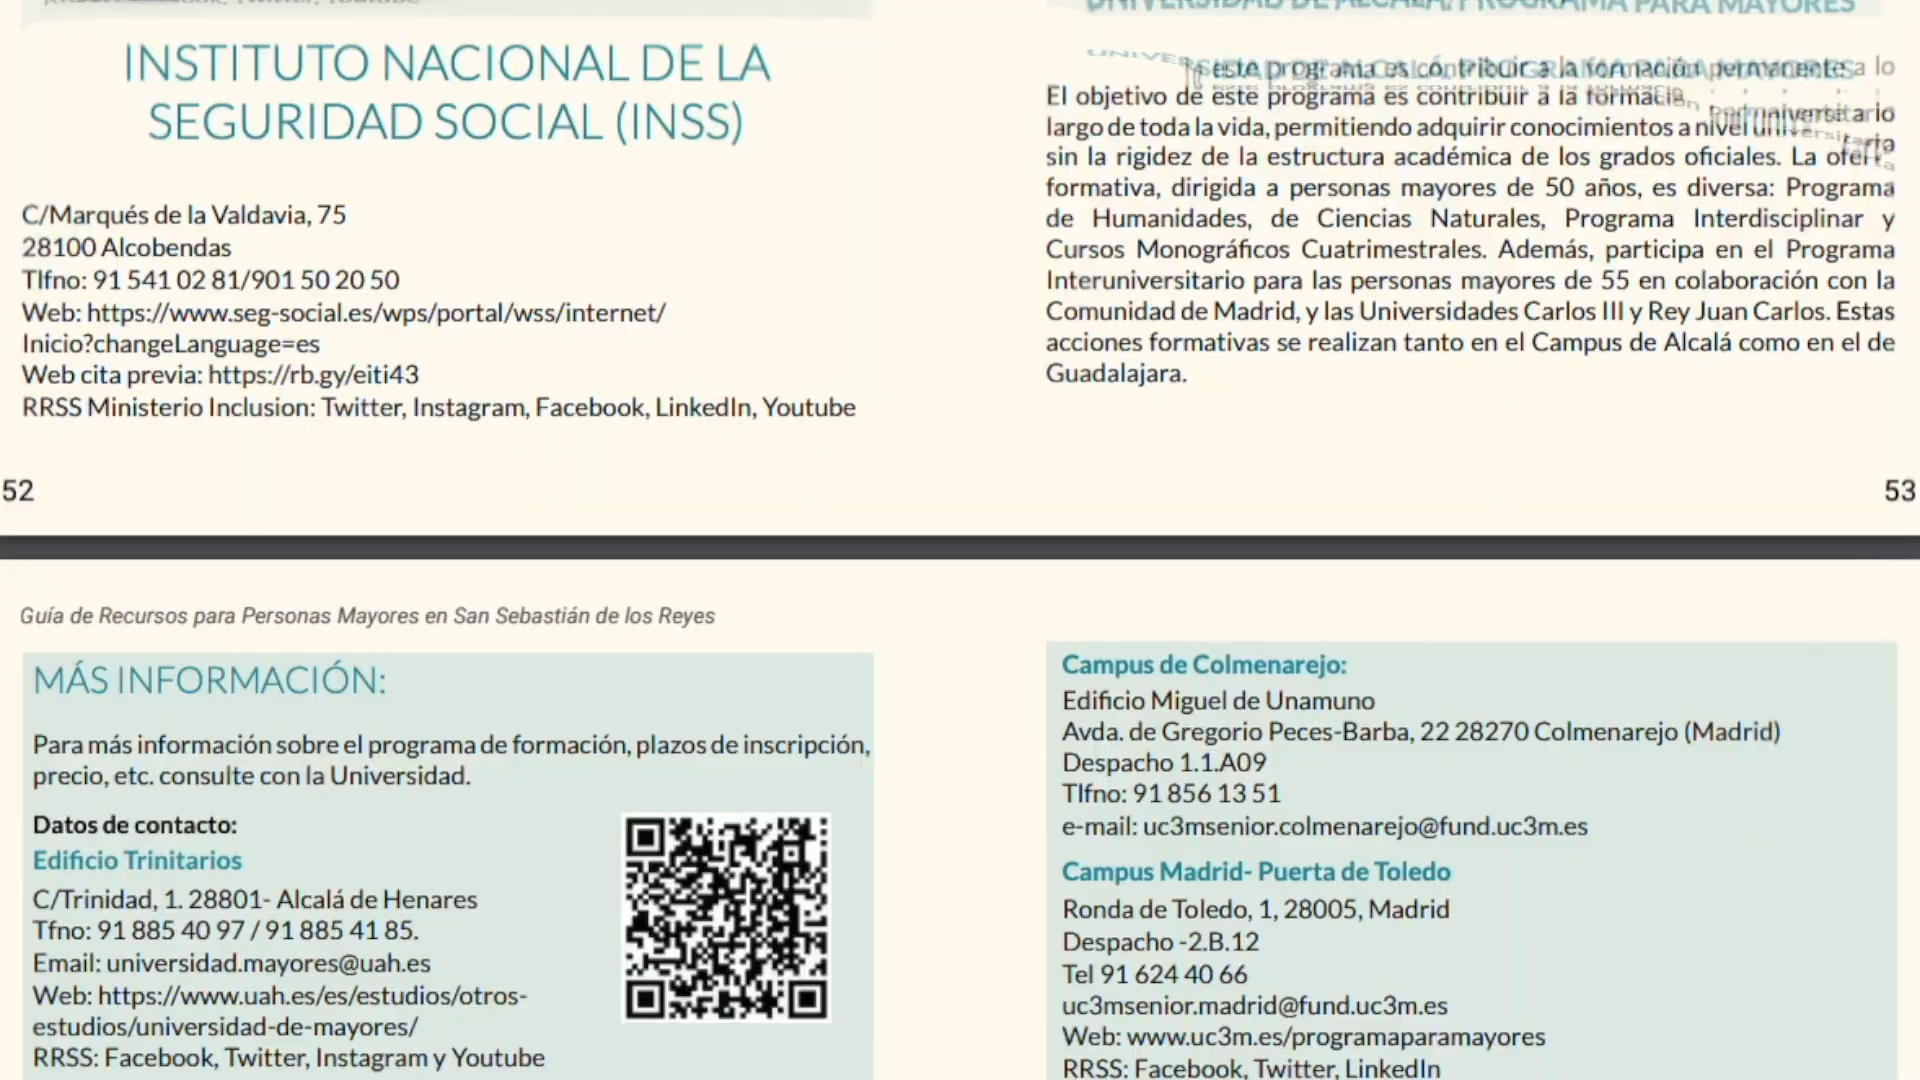 INSTITUTO NACIONAL DE LA
SEGURIDAD SOCIAL (INSS)
C/Marqués de la Valdavia, 75
28100 Alcobendas
Tlfno: 91 541 02 81/901 50 20 50
Web: https://www.seg-social.es/wps/portal/wss/internet/
Inicio?changeLanguage=es
Web cita previa: https://rb.gy/eiti43
RRSS Ministerio Inclusion: Twitter, Instagram, Facebook, LinkedIn, Youtube
52
UNIVERSIDAD DE ALCALÁ/PROGRAMA PARA MAYORES
El objetivo de este programa es contribuir a la formación permanente a lo
largo de toda la vida, permitiendo adquirir conocimientos a nivel universitario
sin la rigidez de la estructura académica de los grados oficiales. La oferta
formativa, dirigida a personas mayores de 50 años, es diversa: Programa
de Humanidades, de Ciencias Naturales, Programa Interdisciplinar y
Cursos Monográficos Cuatrimestrales. Además, participa en el Programa
Interuniversitario para las personas mayores de 55 en colaboración con la
Comunidad de Madrid, y las Universidades Carlos III y Rey Juan Carlos. Estas
acciones formativas se realizan tanto en el Campus de Alcalá como en el de
Guadalajara.
53
Guía de Recursos para Personas Mayores en San Sebastián de los Reyes
MÁS INFORMACIÓN:
Para más información sobre el programa de formación, plazos de inscripción,
precio, etc. consulte con la Universidad.
Datos de contacto:
Edificio Trinitarios
C/Trinidad, 1. 28801- Alcalá de Henares
Tfno: 91 885 40 97 / 91 885 41 85.
Email: universidad.mayores@uah.es
Web: https://www.uah.es/es/estudios/otros-
estudios/universidad-de-mayores/
RRSS: Facebook, Twitter, Instagram y Youtube
Campus de Colmenarejo:
Edificio Miguel de Unamuno
Avda. de Gregorio Peces-Barba, 22 28270 Colmenarejo (Madrid)
Despacho 1.1.A09
Tlfno: 91 856 13 51
e-mail: uc3msenior.colmenarejo@fund.uc3m.es
Campus Madrid- Puerta de Toledo
Ronda de Toledo, 1, 28005, Madrid
Despacho -2.B.12
Tel 91 624 40 66
uc3msenior.madrid@fund.uc3m.es
Web: www.uc3m.es/programaparamayores
RRSS: Facebook, Twitter, LinkedIn